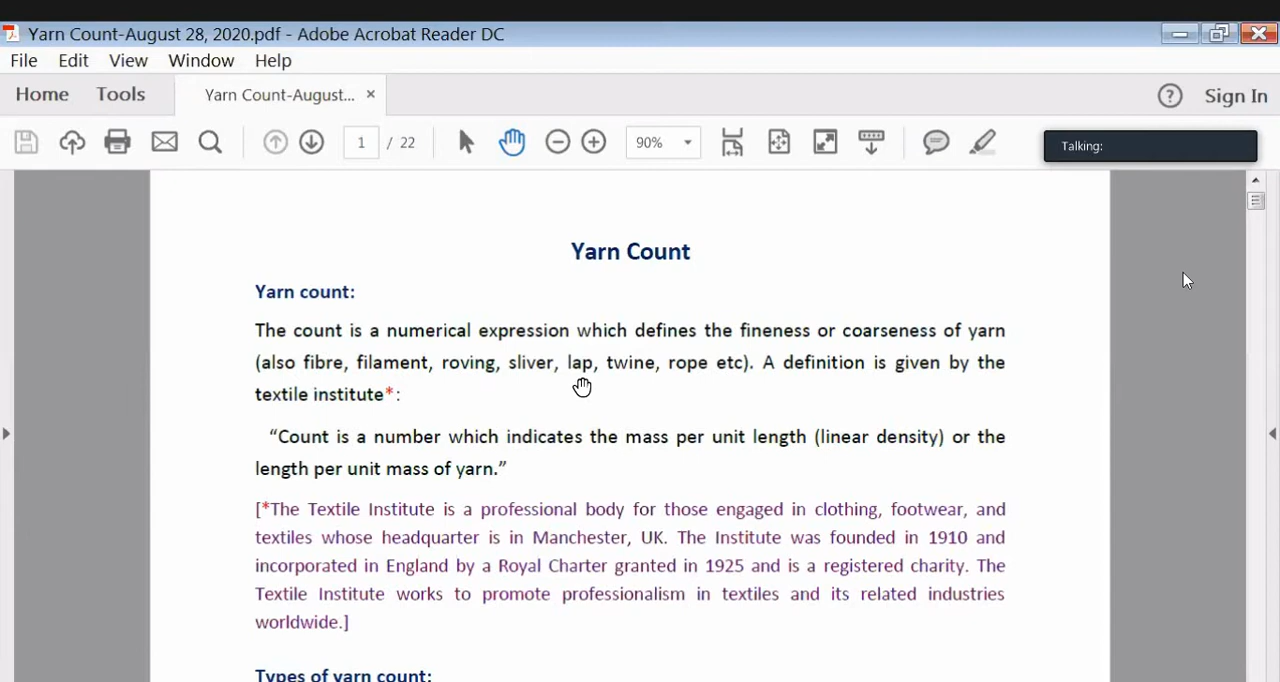 Yarn Count-August 28, 2020.pdf - Adobe Acrobat Reader DC
File Edit View Window Help
Home Tools Yarn Count-August... × ? Sign In
1 / 22 90% Talking:
Yarn Count
Yarn count:
The count is a numerical expression which defines the fineness or coarseness of yarn
(also fibre, filament, roving, sliver, lap, twine, rope etc). A definition is given by the
textile institute*:
“Count is a number which indicates the mass per unit length (linear density) or the
length per unit mass of yarn.”
[*The Textile Institute is a professional body for those engaged in clothing, footwear, and
textiles whose headquarter is in Manchester, UK. The Institute was founded in 1910 and
incorporated in England by a Royal Charter granted in 1925 and is a registered charity. The
Textile Institute works to promote professionalism in textiles and its related industries
worldwide.]
Types of yarn count: